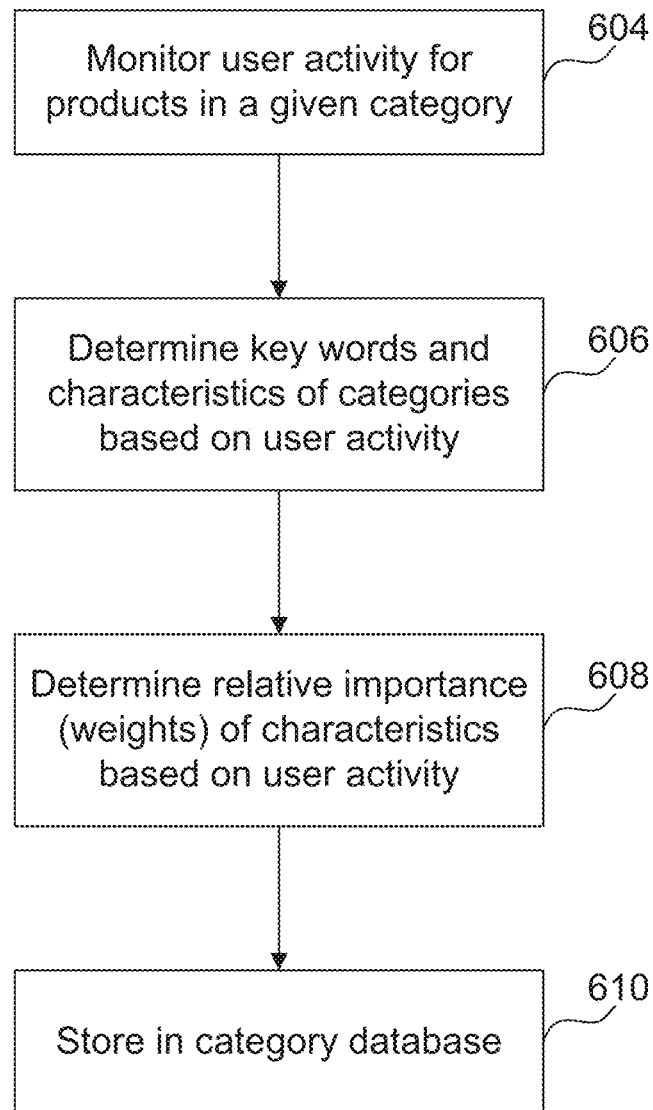 604
Monitor user activity for
products in a given category
606
Determine key words and
characteristics of categories
based on user activity
608
Determine relative importance
(weights) of characteristics
based on user activity
610
Store in category database